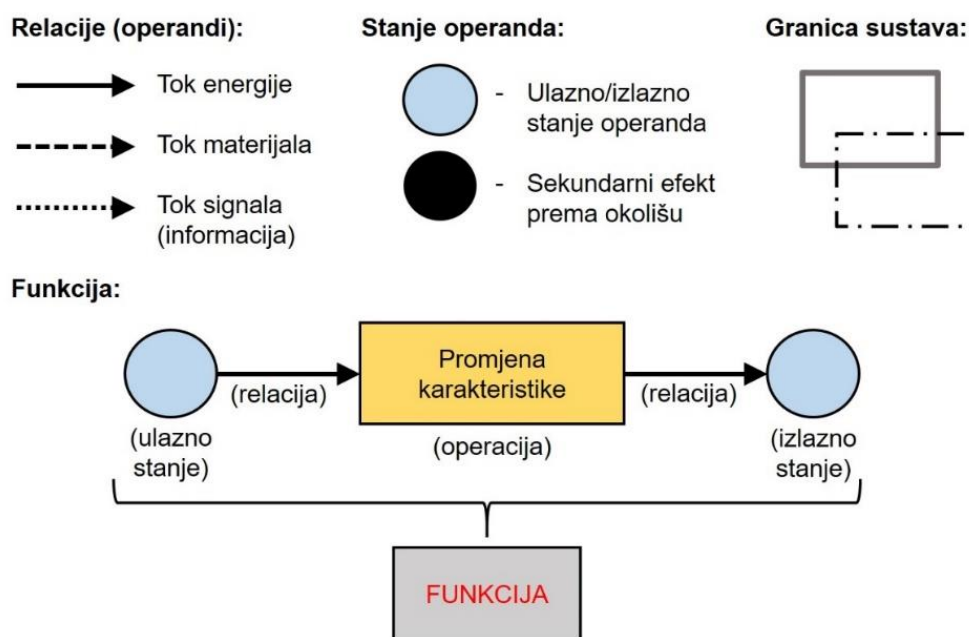 Relacije (operandi):
Stanje operanda:
Granica sustava:
Tok energije
- Ulazno/izlazno
stanje operanda
Tok materijala
- Sekundarni efekt
prema okolišu
Tok signala
(informacija)
Funkcija:
Promjena
karakteristike
(relacija)
(relacija)
(ulazno
stanje)
(operacija)
(izlazno
stanje)
FUNKCIJA